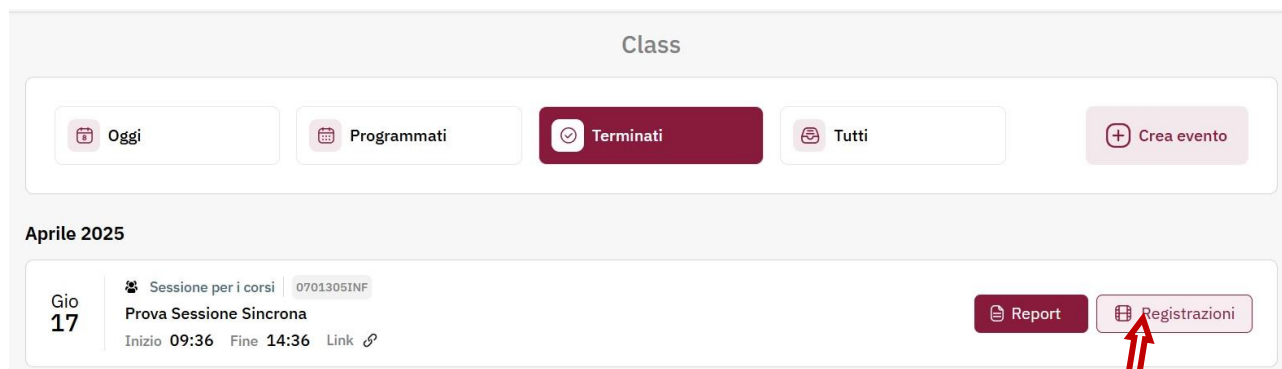 Class
Oggi Programmati Terminati Tutti Crea evento
Aprile 2025
Gio
17
Sessione per i corsi 0701305INF
Prova Sessione Sincrona
Inizio 09:36 Fine 14:36 Link
Report Registrazioni